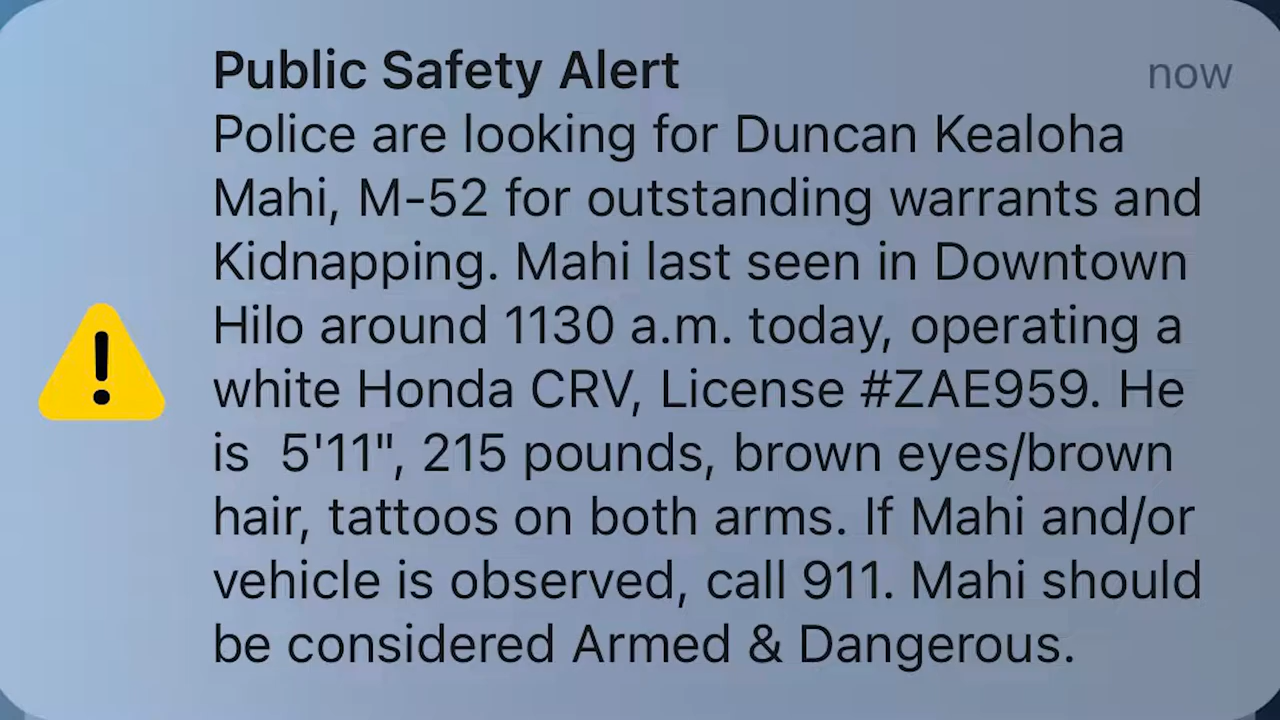 Public Safety Alert
now
Police are looking for Duncan Kealoha
Mahi, M-52 for outstanding warrants and
Kidnapping. Mahi last seen in Downtown
Hilo around 1130 a.m. today, operating a
white Honda CRV, License #ZAE959. He
is  5'11", 215 pounds, brown eyes/brown
hair, tattoos on both arms. If Mahi and/or
vehicle is observed, call 911. Mahi should
be considered Armed & Dangerous.